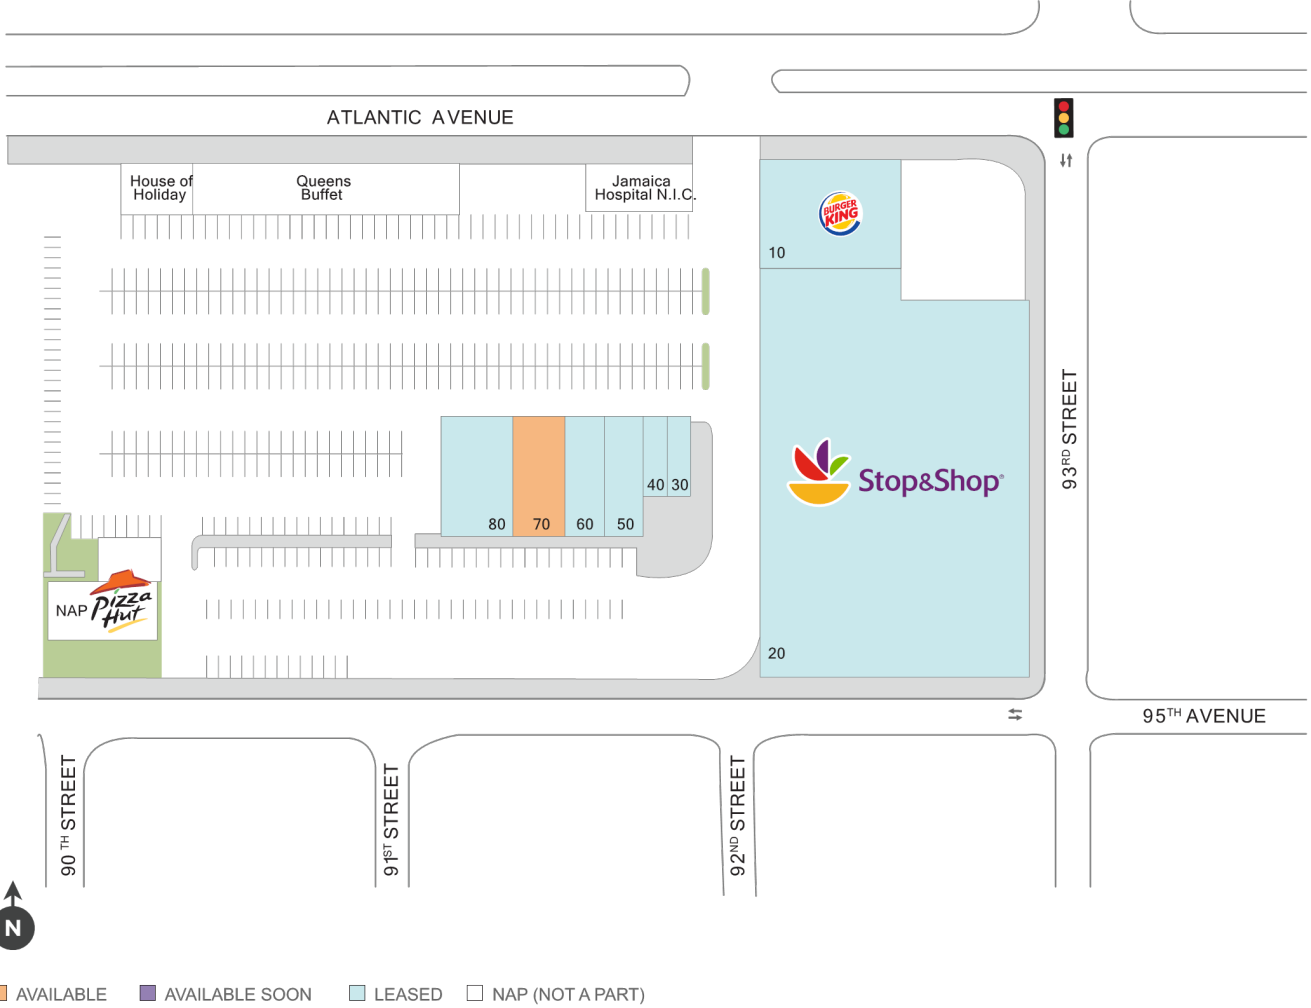 ATLANTIC AVENUE
House of
Holiday
Queens
Buffet
Jamaica
Hospital N.I.C.
BURGER
KING
10
93RD STREET
Stop&Shop®
40 30
80 70 60 50
NAP Pizza
Hut
20
95TH AVENUE
90 TH STREET
91ST STREET
92ND STREET
N
AVAILABLE AVAILABLE SOON LEASED NAP (NOT A PART)